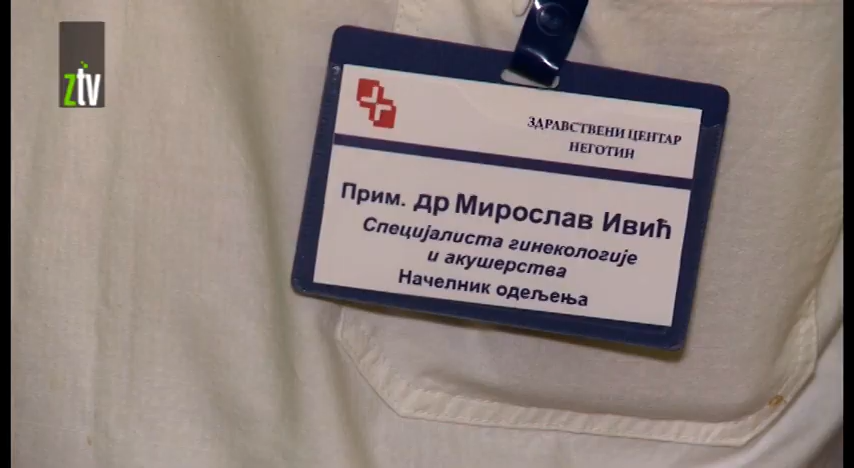 ztv
ЗДРАВСТВЕНИ ЦЕНТАР
НЕГОТИН
Прим. др Мирослав Ивић
Специјалиста гинекологије
и акушерства
Начелник одељења